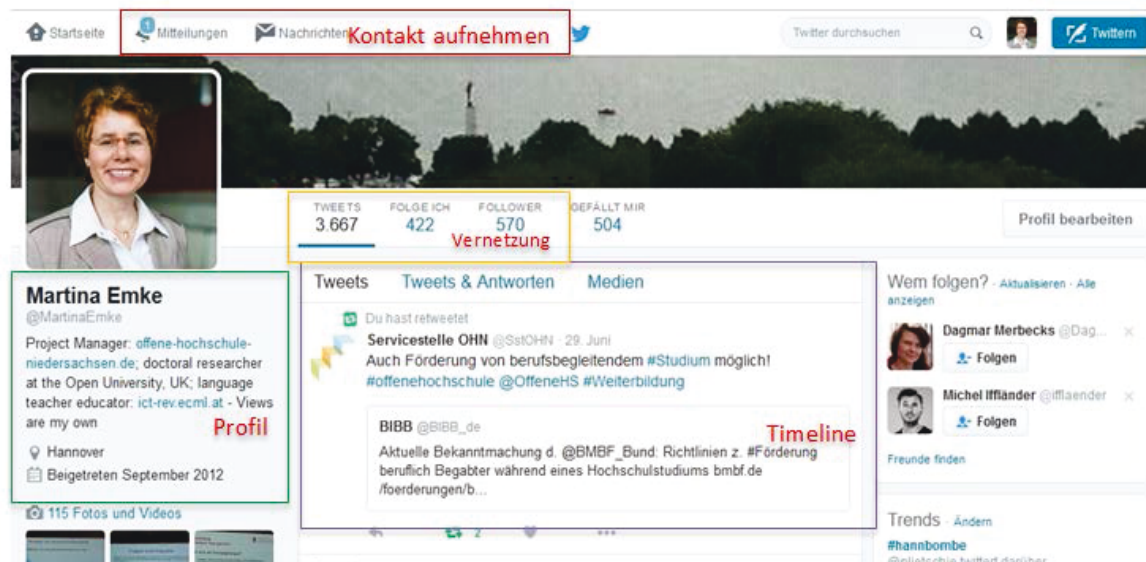 Startseite
1
Mitteilungen
Nachrichten
Kontakt aufnehmen
Twitter durchsuchen
Twittern
TWEETS FOLGE ICH FOLLOWER GEFÄLLT MIR
3.667 422 570 504
Vernetzung
Profil bearbeiten
Martina Emke
@MartinaEmke
Project Manager: offene-hochschule-
niedersachsen.de; doctoral researcher
at the Open University, UK; language
teacher educator: ict-rev.ecml.at - Views
are my own
Profil
Hannover
Beigetreten September 2012
115 Fotos und Videos
Tweets Tweets & Antworten Medien
Du hast retweetet
Servicestelle OHN @SstOHN · 29. Juni
Auch Förderung von berufsbegleitendem #Studium möglich!
#offenehochschule @OffeneHS #Weiterbildung
BIBB @BIBB_de
Timeline
Aktuelle Bekanntmachung d. @BMBF_Bund: Richtlinien z. #Förderung
beruflich Begabter während eines Hochschulstudiums bmbf.de
/foerderungen/b...
2
Wem folgen? · Aktualisieren · Alle
anzeigen
Dagmar Merbecks @Dag...
Folgen
Michel Iffländer @ifflaender
Folgen
Freunde finden
Trends · Ändern
#hannbombe
twittert darüber